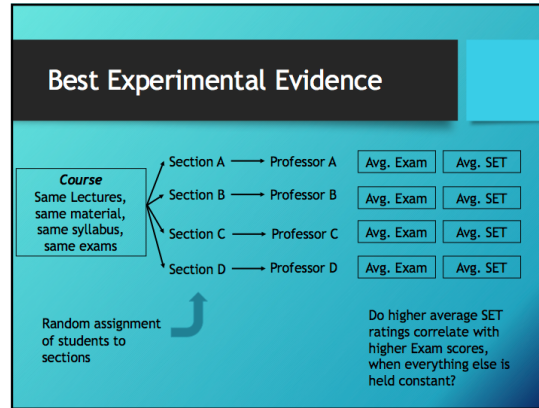 Best Experimental Evidence
Course
Same Lectures,
same material,
same syllabus,
same exams
Section A Professor A Avg. Exam Avg. SET
Section B Professor B Avg. Exam Avg. SET
Section C Professor C Avg. Exam Avg. SET
Section D Professor D Avg. Exam Avg. SET
Random assignment
of students to
sections
Do higher average SET
ratings correlate with
higher Exam scores,
when everything else is
held constant?